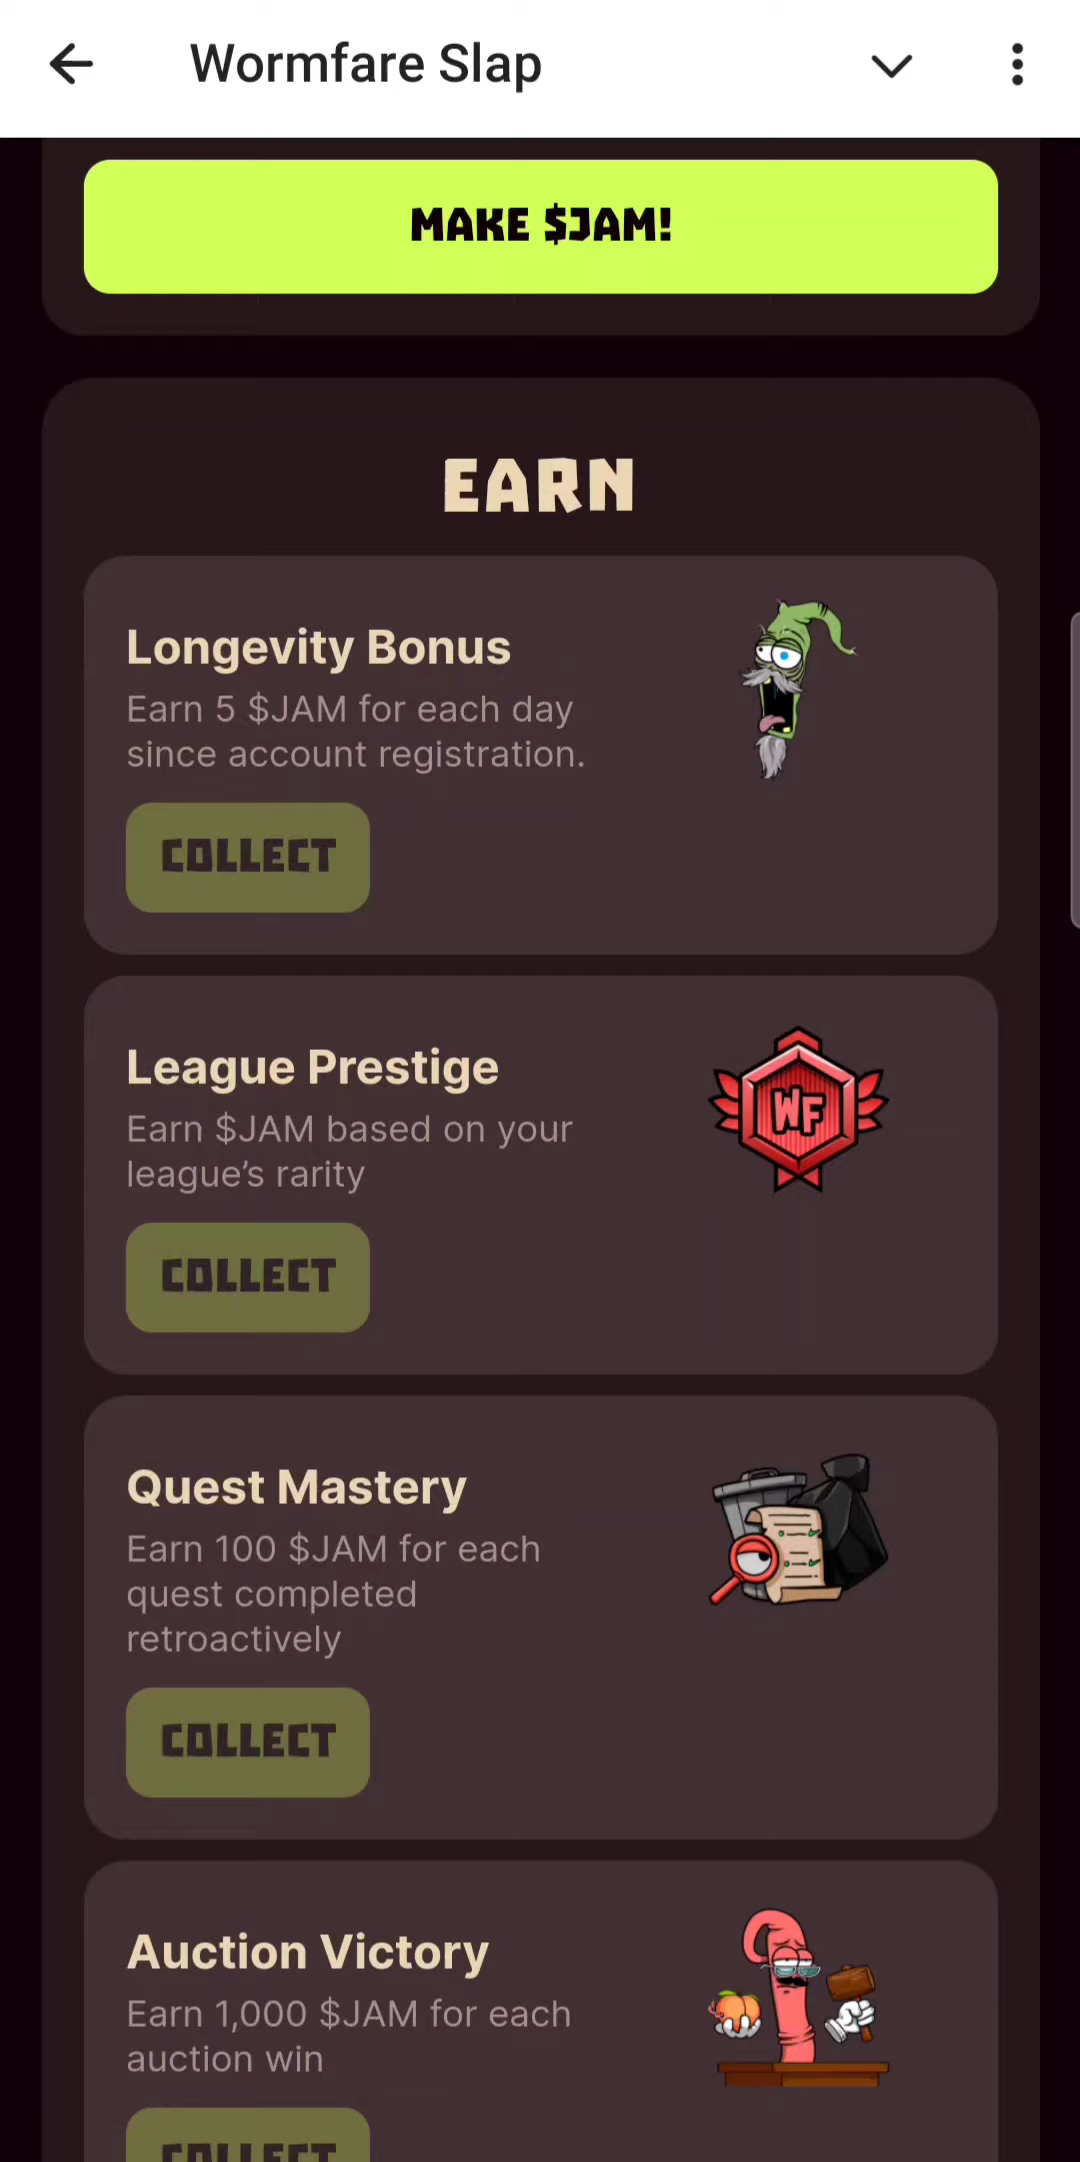 Wormfare Slap
MAKE $JAM!
EARN
Longevity Bonus
Earn 5 $JAM for each day
since account registration.
COLLECT
League Prestige
Earn $JAM based on your
league’s rarity
WF
COLLECT
Quest Mastery
Earn 100 $JAM for each
quest completed
retroactively
COLLECT
Auction Victory
Earn 1,000 $JAM for each
auction win
COLLECT